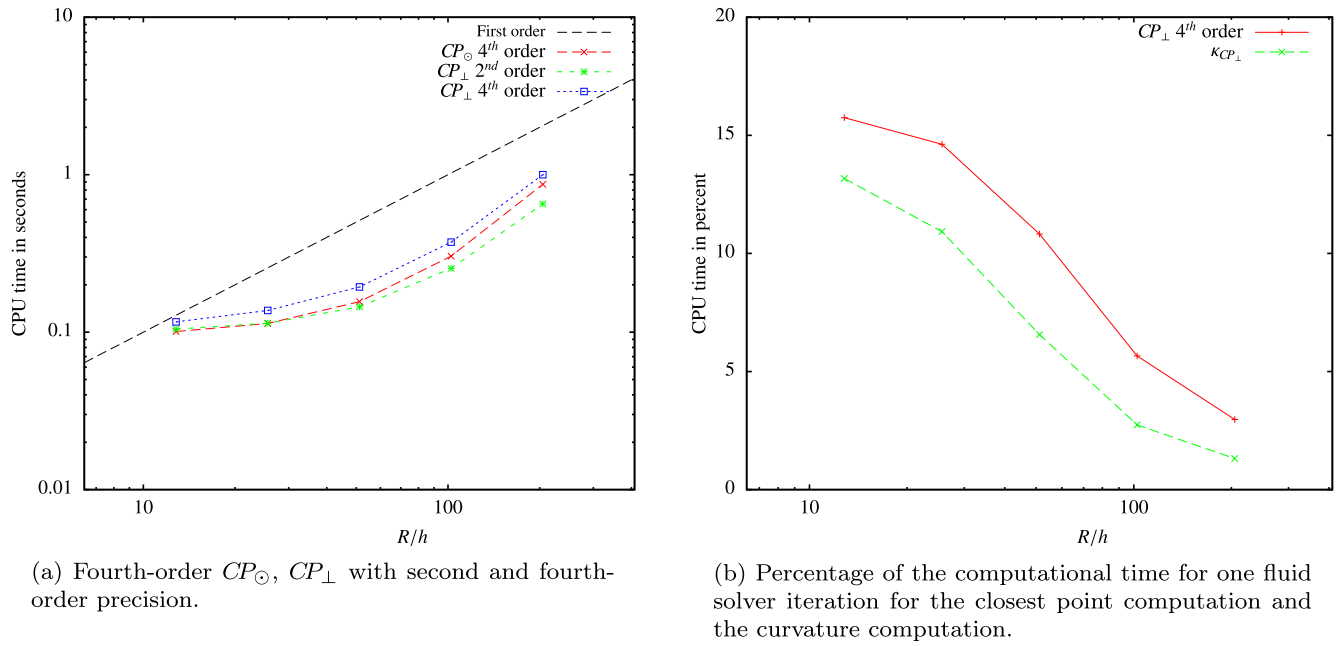 10
1
0.1
0.01
CPU time in seconds
10
100
R/h
First order
CP⊙ 4th order
CP⊥ 2nd order
CP⊥ 4th order
(a) Fourth-order CP⊙, CP⊥ with second and fourth-
order precision.
20
15
10
5
0
CPU time in percent
10
100
R/h
CP⊥ 4th order
κCP⊥
(b) Percentage of the computational time for one fluid
solver iteration for the closest point computation and
the curvature computation.